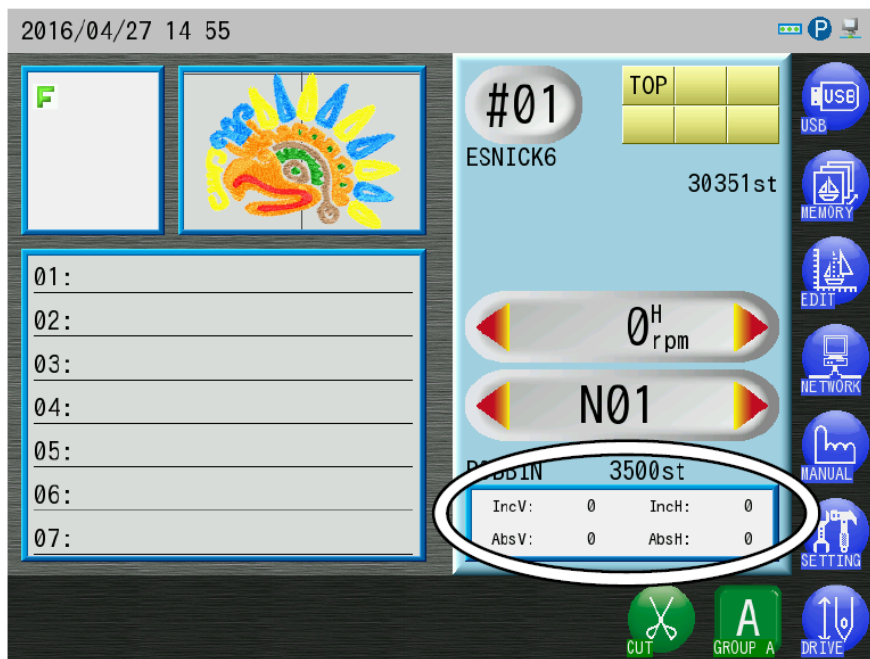 2016/04/27 14 55
P
F
#01
TOP
ESNICK6
30351st
USB
USB
MEMORY
EDIT
01:
02:
03:
04:
05:
06:
07:
0 H rpm
N01
NETWORK
MANUAL
BOBBIN 3500st
IncV: 0 IncH: 0
AbsV: 0 AbsH: 0
SETTING
CUT
A
GROUP A
DRIVE